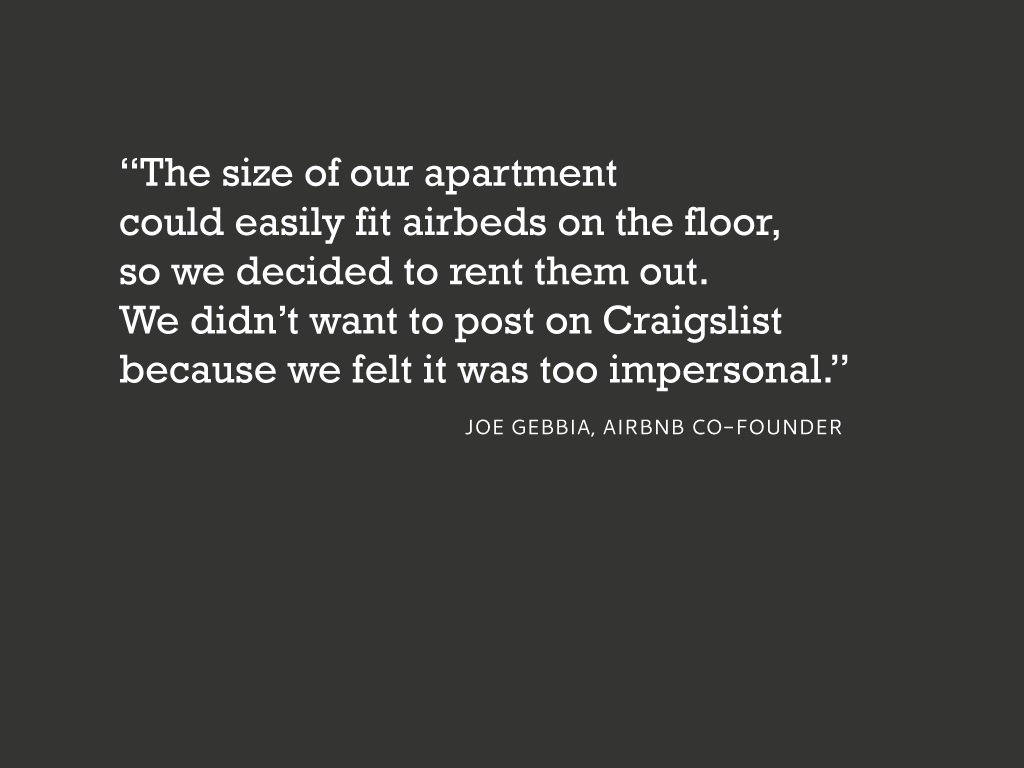 “The size of our apartment
could easily fit airbeds on the floor,
so we decided to rent them out.
We didn’t want to post on Craigslist
because we felt it was too impersonal.”
JOE GEBBIA, AIRBNB CO–FOUNDER